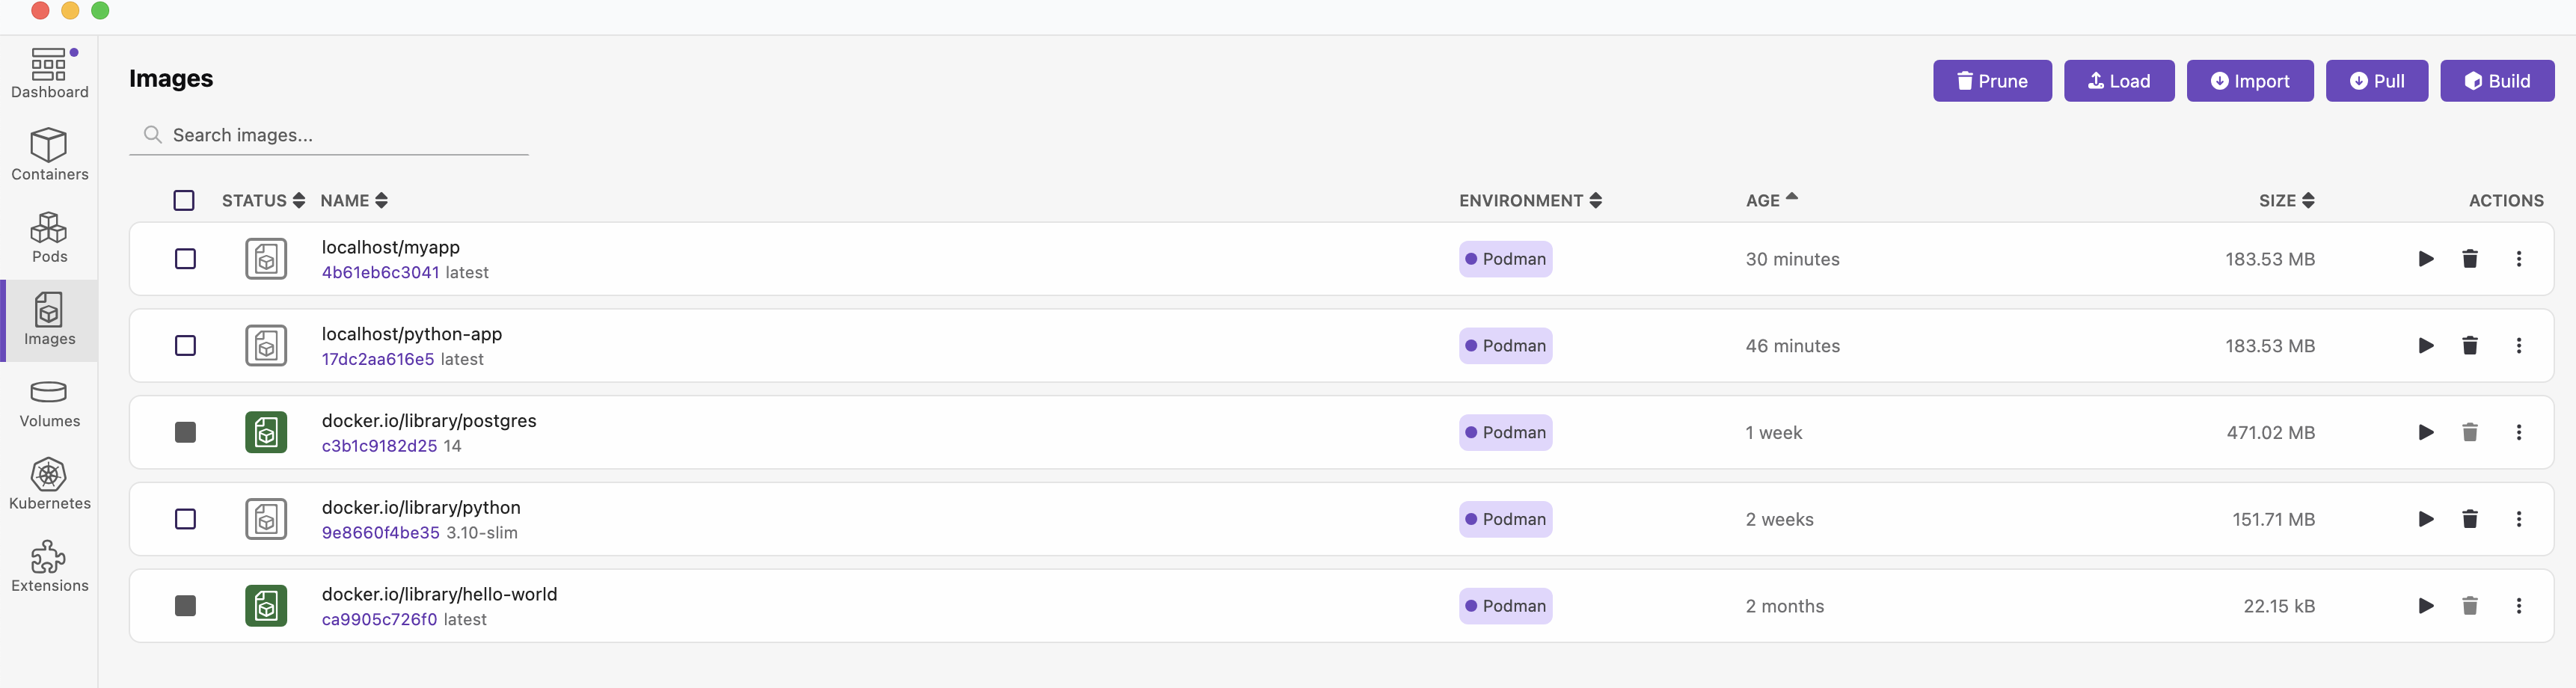 Dashboard
Containers
Pods
Images
Volumes
Kubernetes
Extensions
Images
Prune
Load
Import
Pull
Build
Search images...
STATUS NAME ENVIRONMENT AGE SIZE ACTIONS
localhost/myapp
4b61eb6c3041 latest
Podman
30 minutes
183.53 MB
localhost/python-app
17dc2aa616e5 latest
Podman
46 minutes
183.53 MB
docker.io/library/postgres
c3b1c9182d25 14
Podman
1 week
471.02 MB
docker.io/library/python
9e8660f4be35 3.10-slim
Podman
2 weeks
151.71 MB
docker.io/library/hello-world
ca9905c726f0 latest
Podman
2 months
22.15 kB